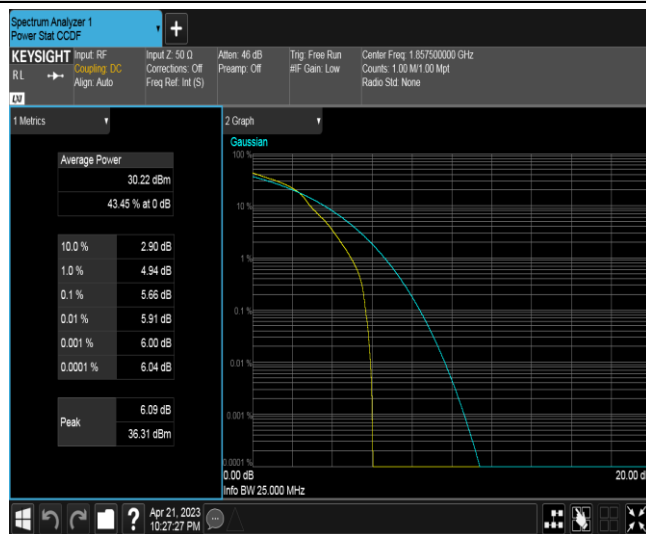 Spectrum Analyzer 1
Power Stat CCDF
+
KEYSIGHT
RL
LXI
Input: RF
Coupling: DC
Align: Auto
Input Z: 50 Ω
Corrections: Off
Freq Ref: Int (S)
Atten: 46 dB
Preamp: Off
Trig: Free Run
#IF Gain: Low
Center Freq: 1.857500000 GHz
Counts: 1.00 M/1.00 Mpt
Radio Std: None
1 Metrics
Average Power
30.22 dBm
43.45 % at 0 dB
10.0 % 2.90 dB
1.0 % 4.94 dB
0.1 % 5.66 dB
0.01 % 5.91 dB
0.001 % 6.00 dB
0.0001 % 6.04 dB
Peak
6.09 dB
36.31 dBm
2 Graph
Gaussian
100 %
10 %
1 %
0.1 %
0.01 %
0.001 %
0.0001 %
0.00 dB
20.00 d
Info BW 25.000 MHz
?
Apr 21, 2023
10:27:27 PM